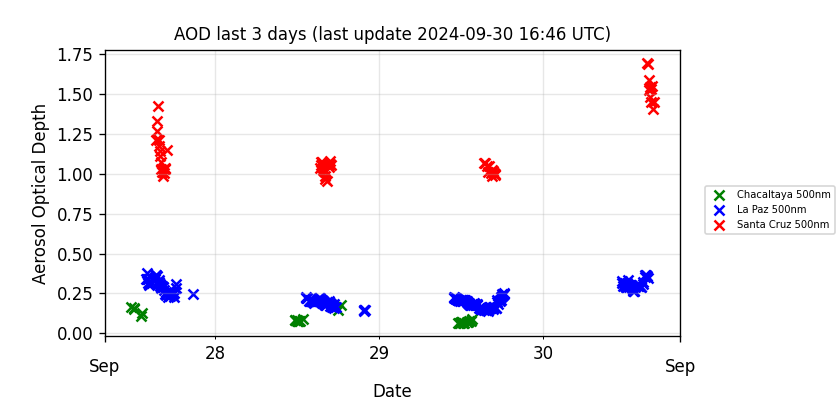 AOD last 3 days (last update 2024-09-30 16:46 UTC)
1.75
1.50
1.25
1.00
0.75
0.50
0.25
0.00
Aerosol Optical Depth
28
29
30
Sep
Sep
Date
Chacaltaya 500nm
La Paz 500nm
Santa Cruz 500nm